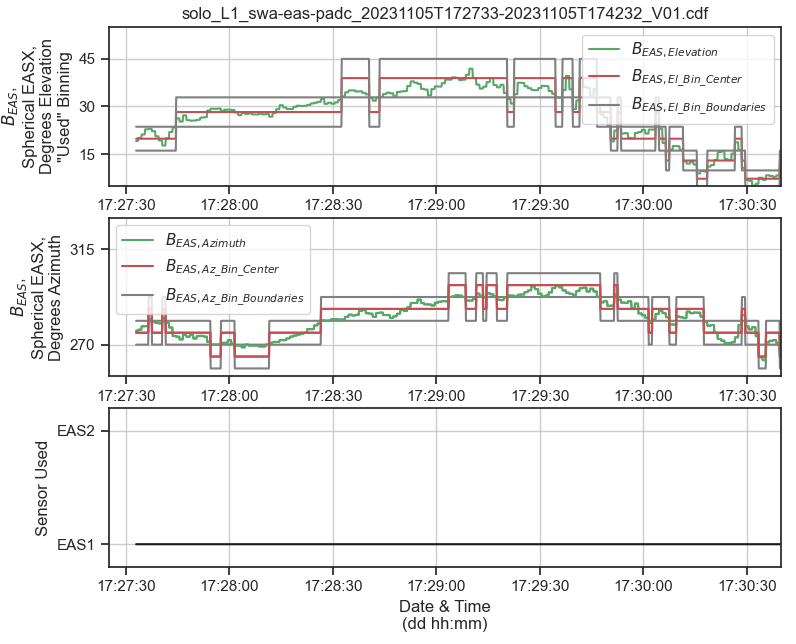 solo_L1_swa-eas-padc_20231105T172733-20231105T174232_V01.cdf
B_EAS,
Spherical EASX,
Degrees Elevation
"Used" Binning
45
30
15
B_EAS,Elevation
B_EAS,El_Bin_Center
B_EAS,El_Bin_Boundaries
17:27:30 17:28:00 17:28:30 17:29:00 17:29:30 17:30:00 17:30:30
B_EAS,
Spherical EASX,
Degrees Azimuth
315
270
B_EAS,Azimuth
B_EAS,Az_Bin_Center
B_EAS,Az_Bin_Boundaries
17:27:30 17:28:00 17:28:30 17:29:00 17:29:30 17:30:00 17:30:30
Sensor Used
EAS2
EAS1
17:27:30 17:28:00 17:28:30 17:29:00 17:29:30 17:30:00 17:30:30
Date & Time
(dd hh:mm)